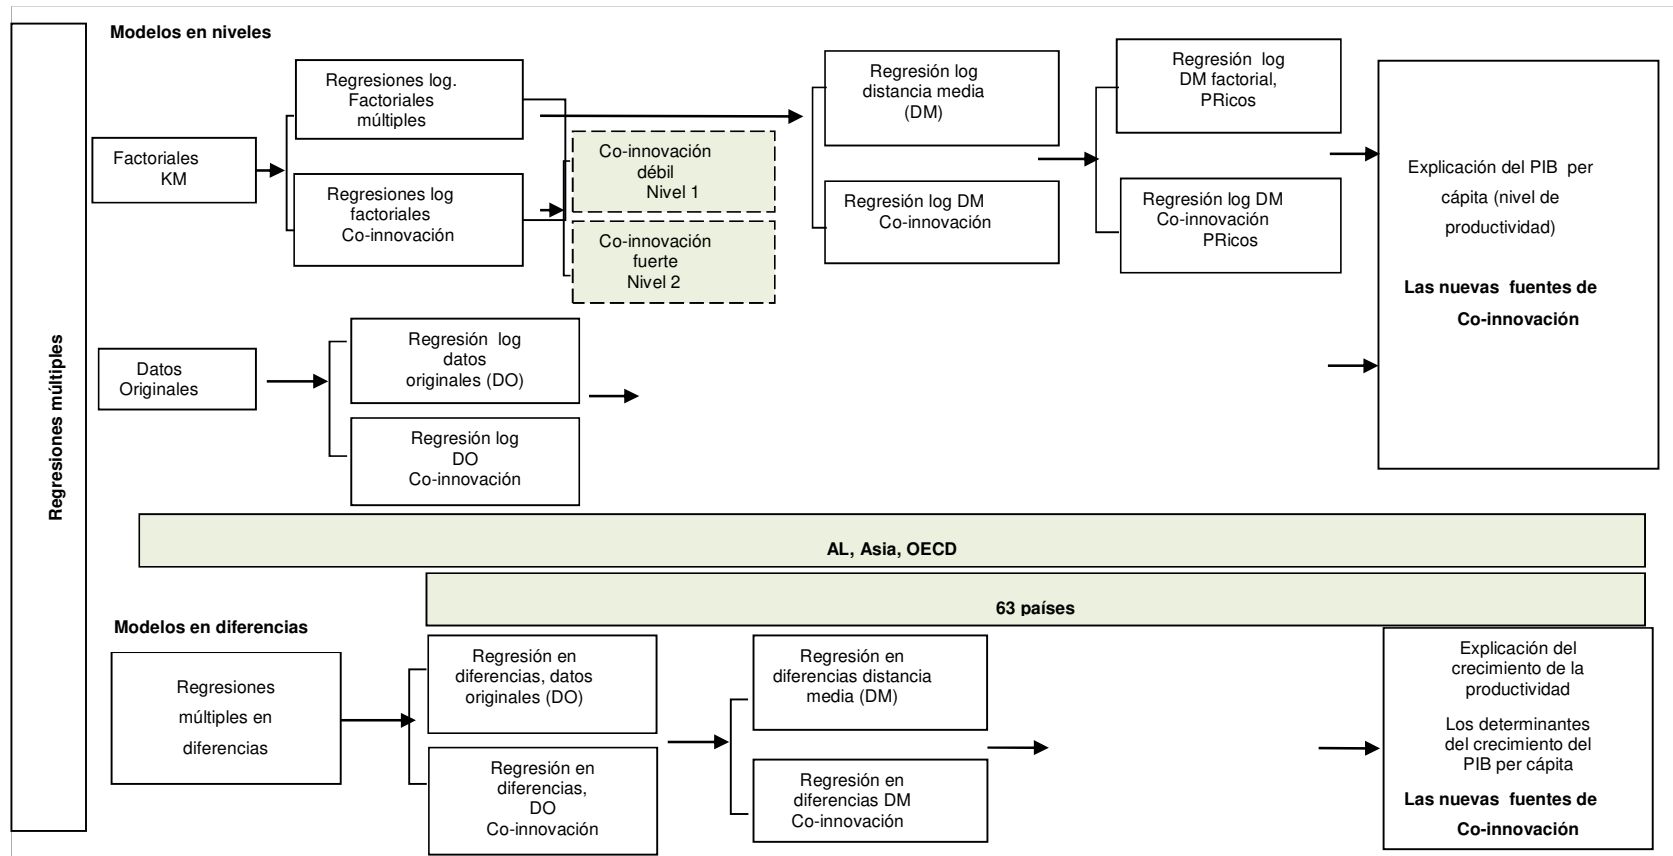 Regresiones múltiples
Modelos en niveles
Factoriales
KM
Regresiones log.
Factoriales
múltiples
Regresiones log
factoriales
Co-innovación
Co-innovación
débil
Nivel 1
Co-innovación
fuerte
Nivel 2
Regresión log
distancia media
(DM)
Regresión log DM
Co-innovación
Regresión log
DM factorial,
PRicos
Regresión log DM
Co-innovación
PRicos
Explicación del PIB per
cápita (nivel de
productividad)
Las nuevas fuentes de
Co-innovación
Datos
Originales
Regresión log
datos
originales (DO)
Regresión log
DO
Co-innovación
AL, Asia, OECD
63 países
Modelos en diferencias
Regresiones
múltiples en
diferencias
Regresión en
diferencias, datos
originales (DO)
Regresión en
diferencias,
DO
Co-innovación
Regresión en
diferencias distancia
media (DM)
Regresión en
diferencias DM
Co-innovación
Explicación del
crecimiento de la
productividad
Los determinantes
del crecimiento del
PIB per cápita
Las nuevas fuentes de
Co-innovación